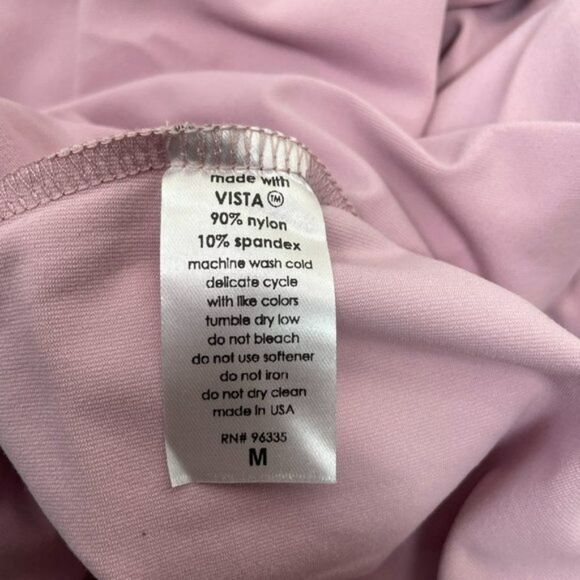 made with
VISTA™
90% nylon
10% spandex
machine wash cold
delicate cycle
with like colors
tumble dry low
do not bleach
do not use softener
do not iron
do not dry clean
made in USA
RN# 96335
M